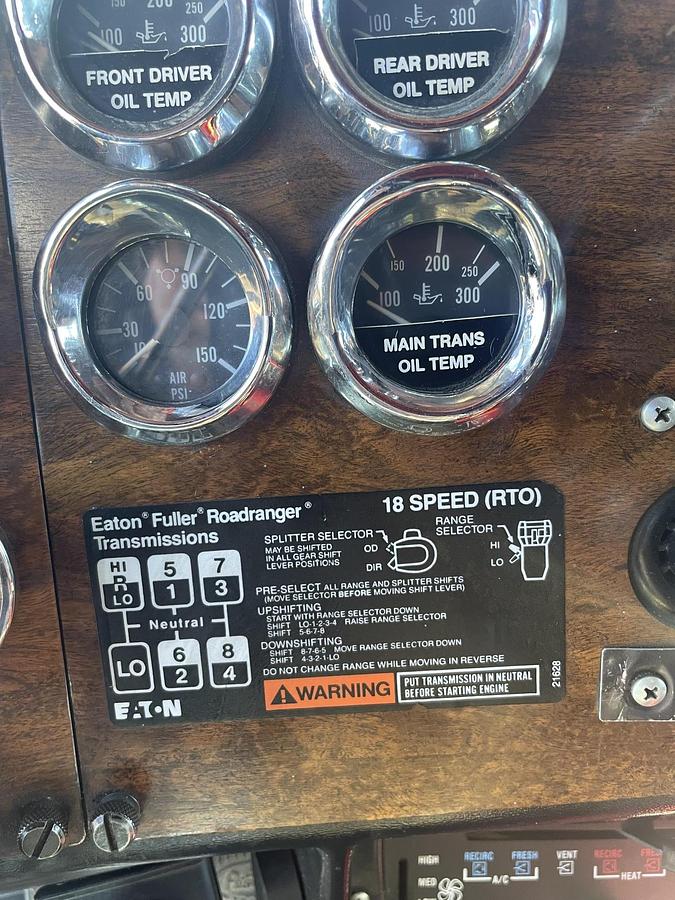 150 200 250
100 300
FRONT DRIVER
OIL TEMP
100 300
REAR DRIVER
OIL TEMP
60 90
30 120
150
AIR
PSI
150 200 250
100 300
MAIN TRANS
OIL TEMP
Eaton® Fuller® Roadranger®
Transmissions
18 SPEED (RTO)
HI
R
LO
5
1
7
3
Neutral
LO
6
2
8
4
EATON
SPLITTER SELECTOR
MAY BE SHIFTED
IN ALL GEAR SHIFT
LEVER POSITIONS
OD
DIR
RANGE
SELECTOR
HI
LO
PRE-SELECT ALL RANGE AND SPLITTER SHIFTS
(MOVE SELECTOR BEFORE MOVING SHIFT LEVER)
UPSHIFTING
START WITH RANGE SELECTOR DOWN
SHIFT LO-1-2-3-4 RAISE RANGE SELECTOR
SHIFT 5-6-7-8
DOWNSHIFTING
SHIFT 8-7-6-5 MOVE RANGE SELECTOR DOWN
SHIFT 4-3-2-1-LO
DO NOT CHANGE RANGE WHILE MOVING IN REVERSE
WARNING
PUT TRANSMISSION IN NEUTRAL
BEFORE STARTING ENGINE
21628
HIGH
MED
RECIRC FRESH
A/C
VENT
RECIRC
HEAT